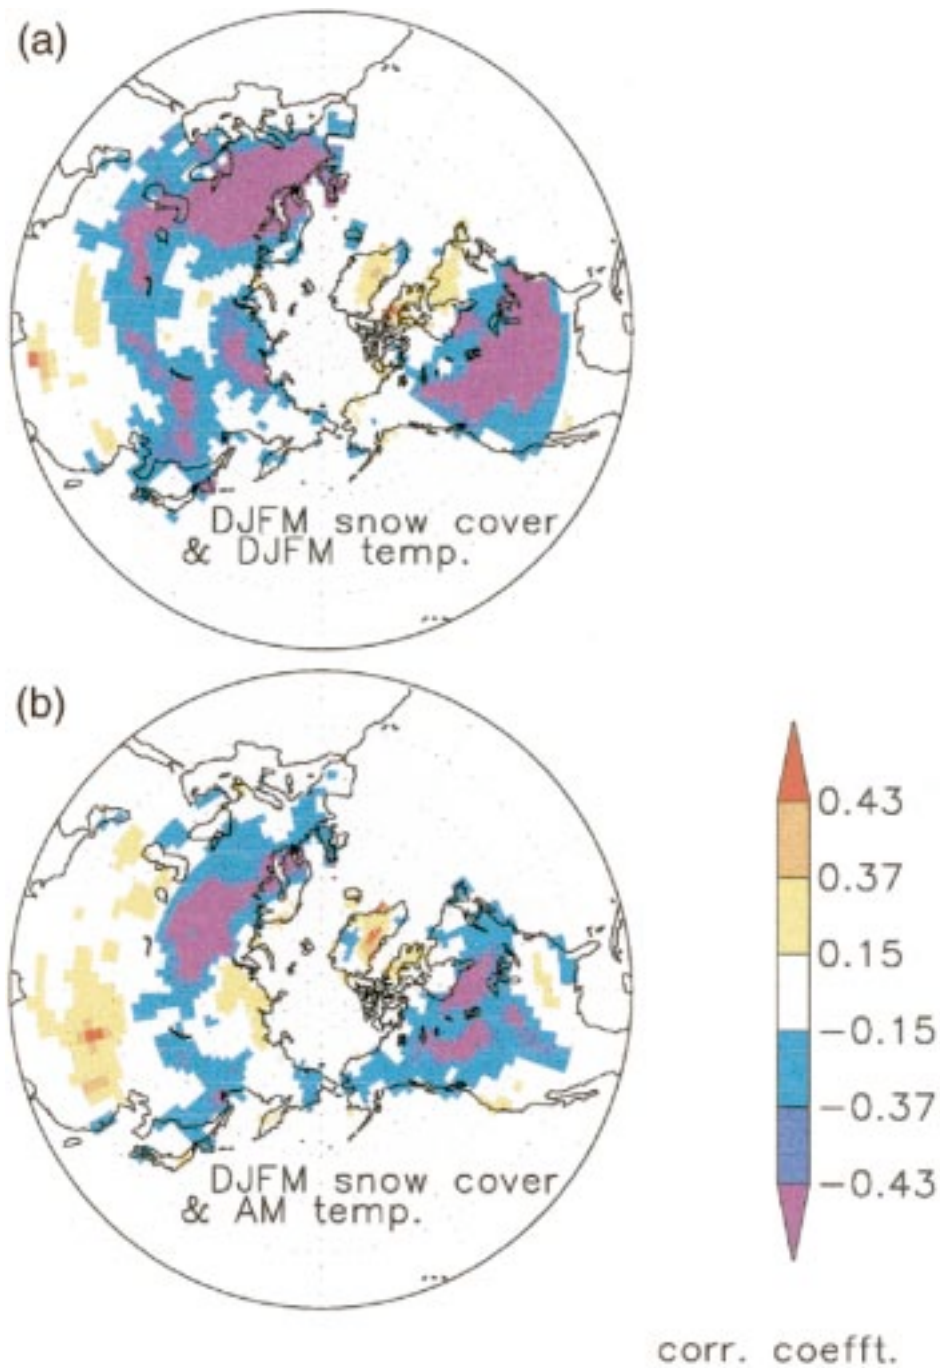 (a)
DJFM snow cover
& DJFM temp.
(b)
DJFM snow cover
& AM temp.
0.43
0.37
0.15
-0.15
-0.37
-0.43
corr. coefft.